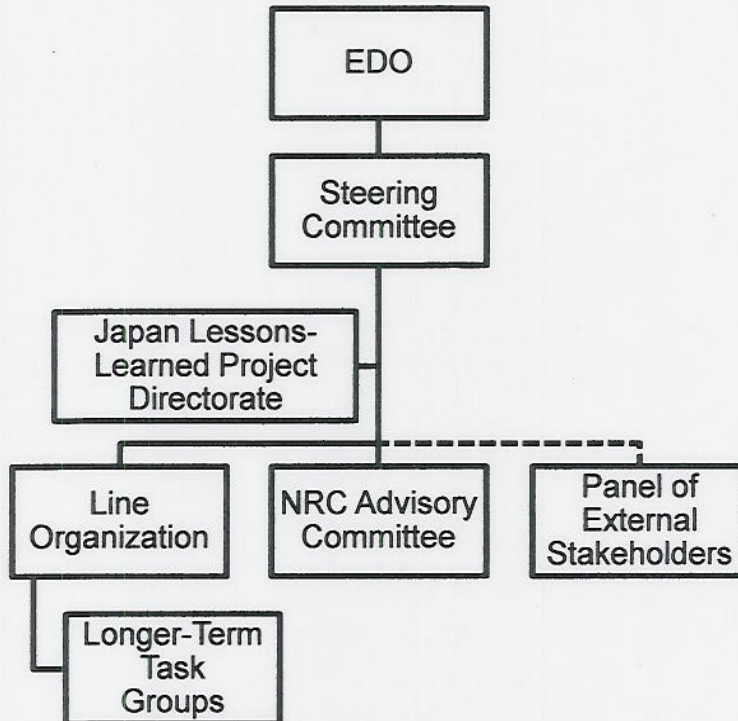 EDO
Steering
Committee
Japan Lessons-
Learned Project
Directorate
Line
Organization
NRC Advisory
Committee
Panel of
External
Stakeholders
Longer-Term
Task
Groups